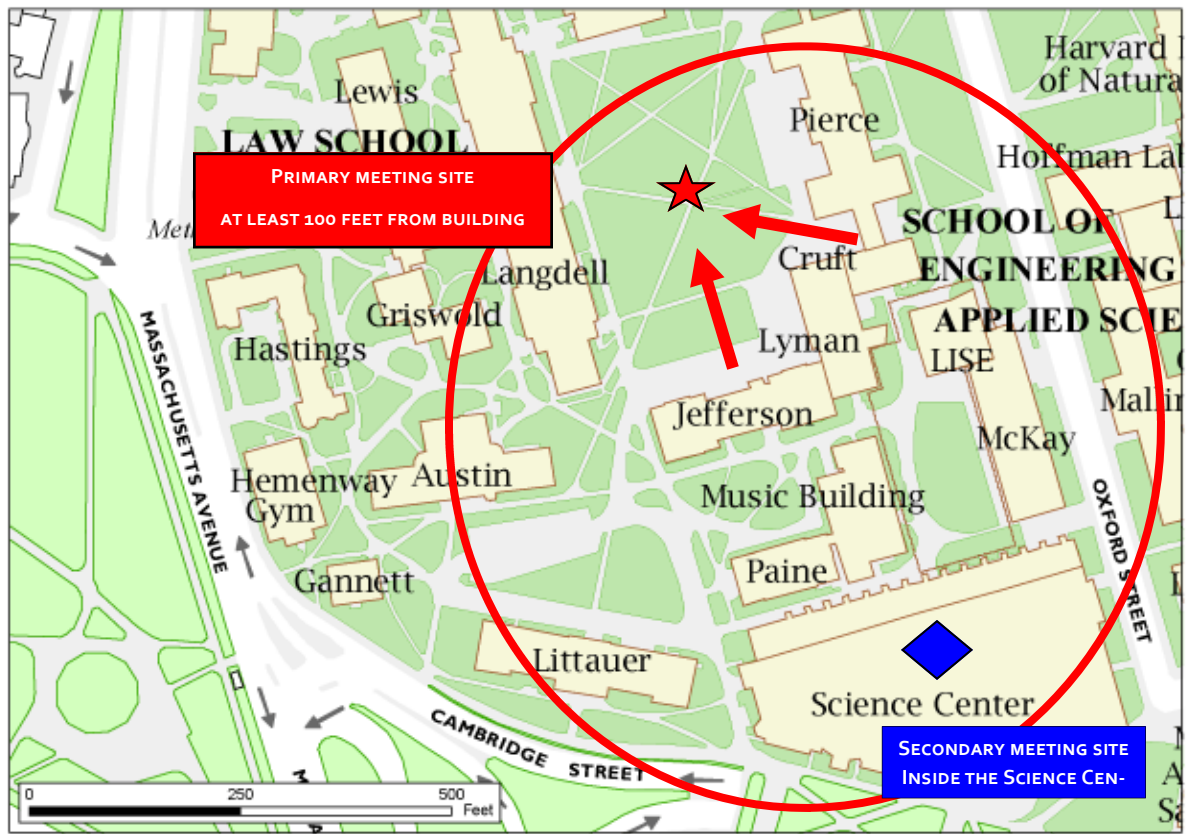 Harvard
of Natura
Lewis
Pierce
LAW SCHOOL
Hoffman Lab
PRIMARY MEETING SITE
AT LEAST 100 FEET FROM BUILDING
SCHOOL OF
ENGINEERING
APPLIED SCIE
Cruft
Langdell
Griswold
Hastings
Lyman
LISE
MASSACHUSETTS AVENUE
Jefferson
McKay
Hemenway
Gym
Austin
Music Building
OXFORD STREET
Gannett
Paine
Littauer
Science Center
CAMBRIDGE STREET
SECONDARY MEETING SITE
INSIDE THE SCIENCE CEN-
0 250 500
Feet